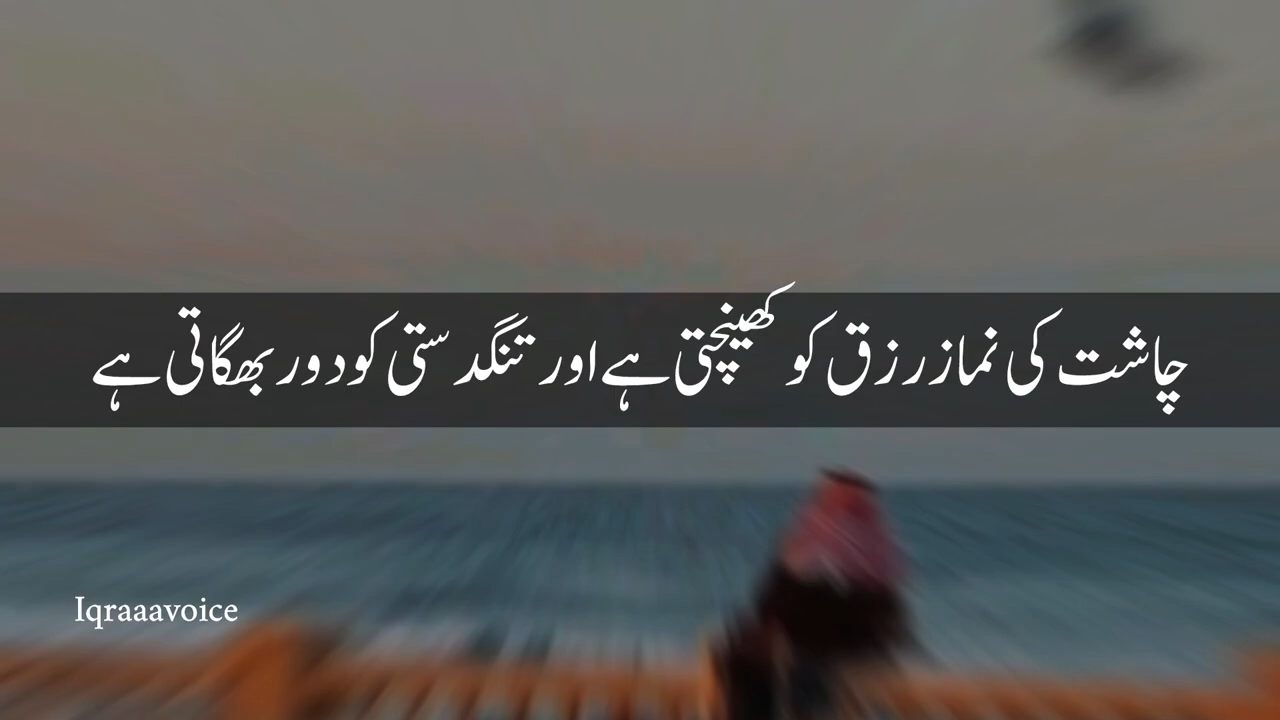 چاشت کی نماز رزق کو کھینچتی ہے اور تنگدستی کو دور بھگاتی ہے
Iqraaavoice